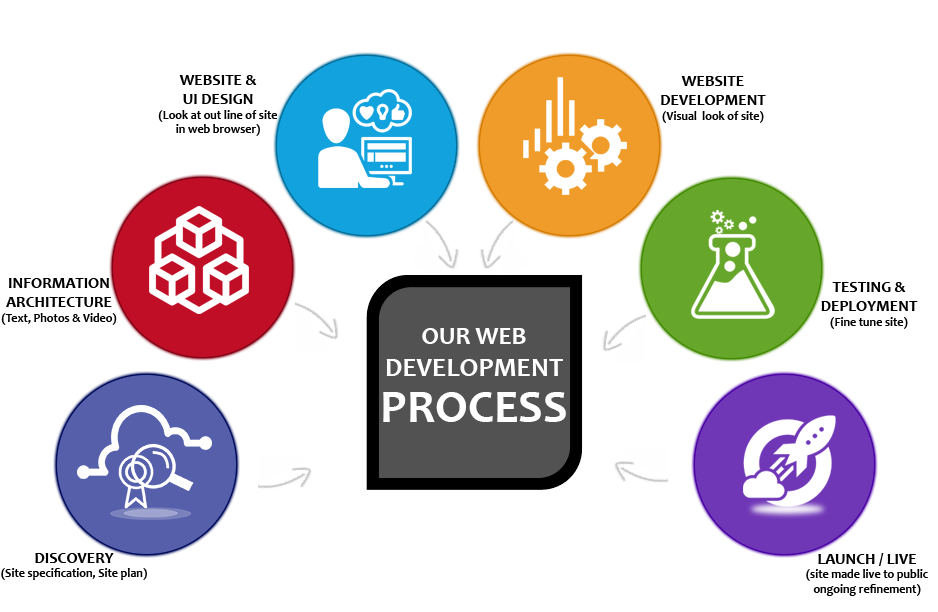 WEBSITE &
UI DESIGN
(Look at out line of site
in web browser)
WEBSITE
DEVELOPMENT
(Visual look of site)
INFORMATION
ARCHITECTURE
(Text, Photos & Video)
TESTING &
DEPLOYMENT
(Fine tune site)
OUR WEB
DEVELOPMENT
PROCESS
DISCOVERY
(Site specification, Site plan)
LAUNCH / LIVE
(site made live to public
ongoing refinement)